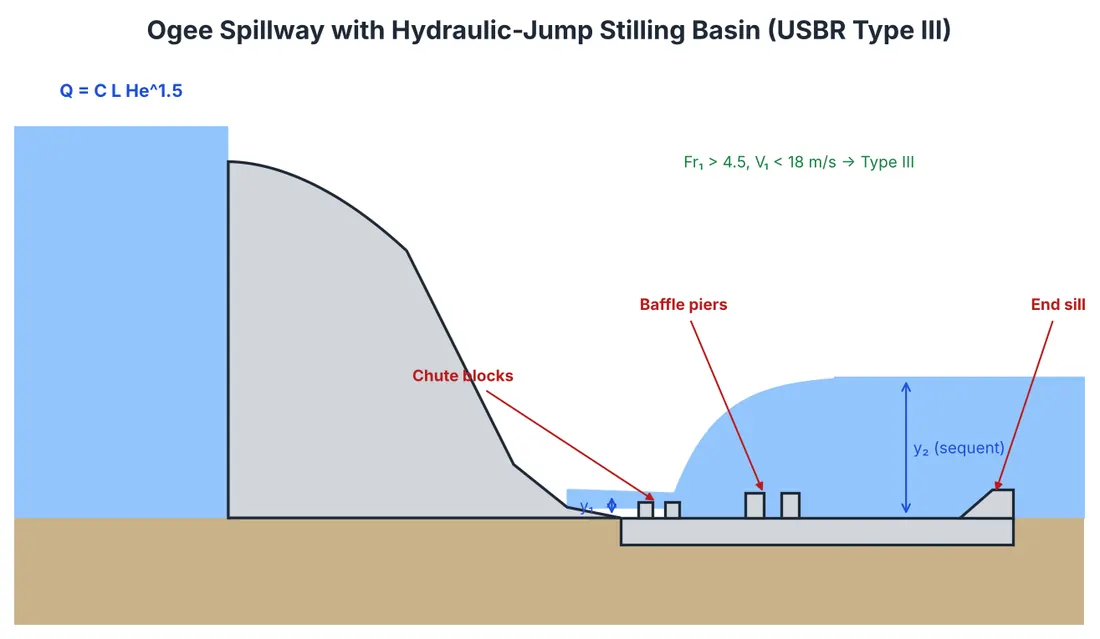 Ogee Spillway with Hydraulic-Jump Stilling Basin (USBR Type III)
Q = C L He^1.5
Fr₁ > 4.5, V₁ < 18 m/s → Type III
Baffle piers
End sill
Chute blocks
y₂ (sequent)
y₁